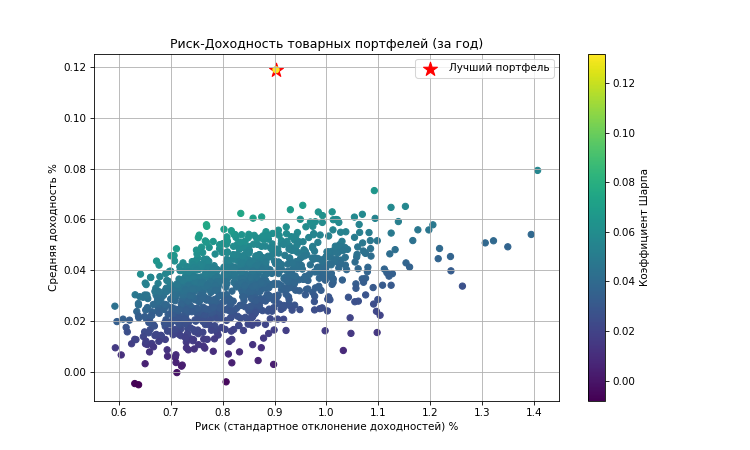 Риск-Доходность товарных портфелей (за год)
Лучший портфель
Средняя доходность %
0.12
0.10
0.08
0.06
0.04
0.02
0.00
0.6 0.7 0.8 0.9 1.0 1.1 1.2 1.3 1.4
Риск (стандартное отклонение доходностей) %
0.12
0.10
0.08
0.06
0.04
0.02
0.00
Коэффициент Шарпа